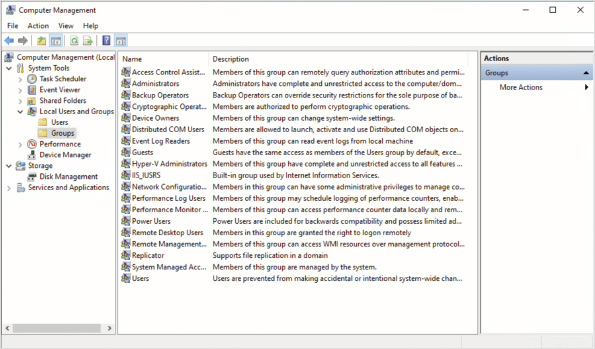 Computer Management
File Action View Help
Computer Management (Local
System Tools
Task Scheduler
Event Viewer
Shared Folders
Local Users and Groups
Users
Groups
Performance
Device Manager
Storage
Disk Management
Services and Applications
Name Description
Access Control Assist... Members of this group can remotely query authorization attributes and permi...
Administrators Administrators have complete and unrestricted access to the computer/dom...
Backup Operators Backup Operators can override security restrictions for the sole purpose of ba...
Cryptographic Operat... Members are authorized to perform cryptographic operations.
Device Owners Members of this group can change system-wide settings.
Distributed COM Users Members are allowed to launch, activate and use Distributed COM objects on...
Event Log Readers Members of this group can read event logs from local machine
Guests Guests have the same access as members of the Users group by default, exce...
Hyper-V Administrators Members of this group have complete and unrestricted access to all features ...
IIS_IUSRS Built-in group used by Internet Information Services.
Network Configuratio... Members in this group can have some administrative privileges to manage co...
Performance Log Users Members of this group may schedule logging of performance counters, enab...
Performance Monitor ... Members of this group can access performance counter data locally and rem...
Power Users Power Users are included for backwards compatibility and possess limited ad...
Remote Desktop Users Members in this group are granted the right to logon remotely
Remote Management... Members of this group can access WMI resources over management protocol...
Replicator Supports file replication in a domain
System Managed Acc... Members of this group are managed by the system.
Users Users are prevented from making accidental or intentional system-wide chan...
Actions
Groups
More Actions